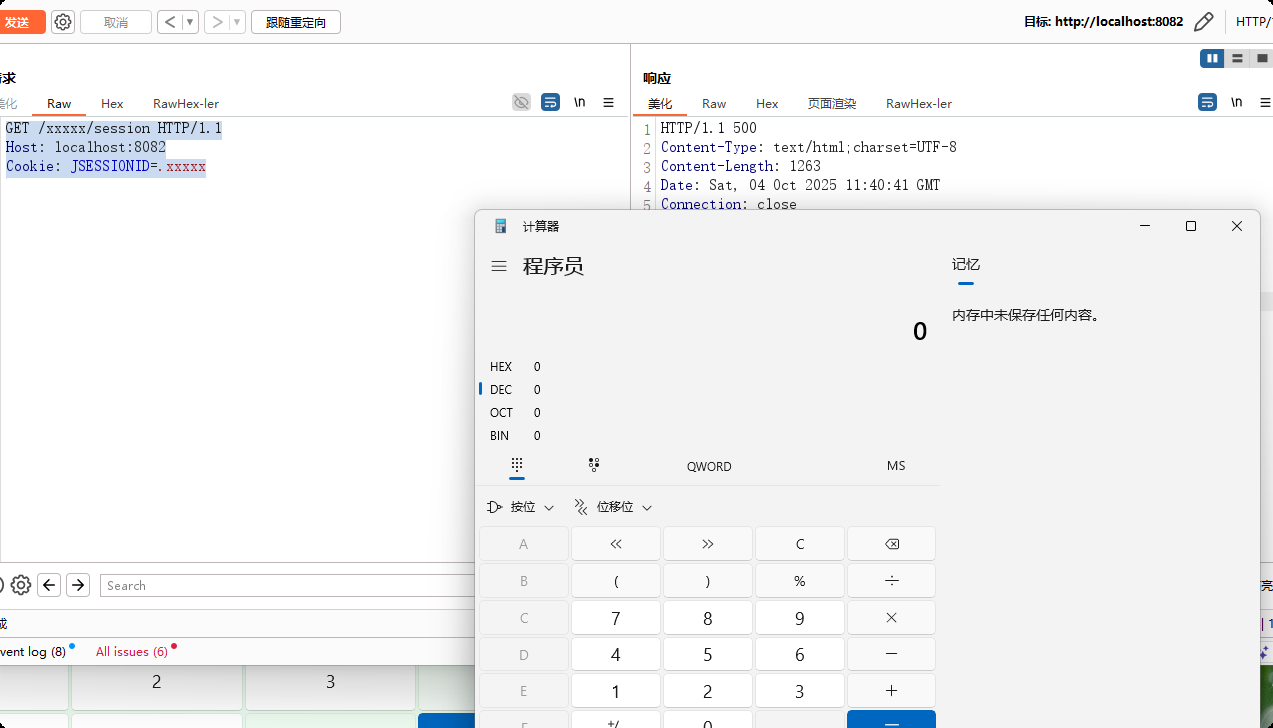 发送
取消
< ▼
> ▼
跟随重定向
目标: http://localhost:8082
HTTP/
求
美化
Raw
Hex
RawHex-ler
\n
GET /xxxxx/session HTTP/1.1
Host: localhost:8082
Cookie: JSESSIONID=.xxxxx
响应
美化
Raw
Hex
页面渲染
RawHex-ler
\n
1 HTTP/1.1 500
2 Content-Type: text/html;charset=UTF-8
3 Content-Length: 1263
4 Date: Sat, 04 Oct 2025 11:40:41 GMT
5 Connection: close
计算器
程序员
0
HEX 0
DEC 0
OCT 0
BIN 0
QWORD
MS
按位
位移位
A « » C
B ( ) % ÷
C 7 8 9 ×
D 4 5 6 −
E 1 2 3 +
F +/ 0
记忆
内存中未保存任何内容。
Search
亮
成
1
vent log (8)
All issues (6)
2
3